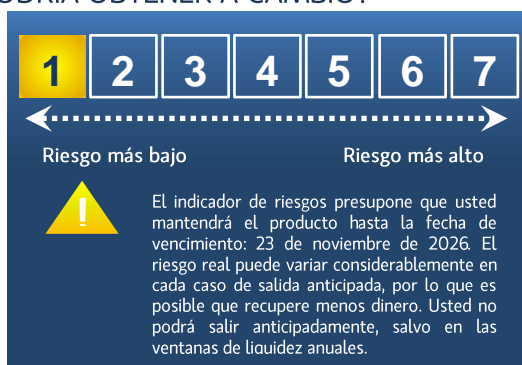 ODRÍA OBTENER A CAMBIO?
1 2 3 4 5 6 7
Riesgo más bajo Riesgo más alto
!
El indicador de riesgos presupone que usted
mantendrá el producto hasta la fecha de
vencimiento: 23 de noviembre de 2026. El
riesgo real puede variar considerablemente en
cada caso de salida anticipada, por lo que es
posible que recupere menos dinero. Usted no
podrá salir anticipadamente, salvo en las
ventanas de liquidez anuales.